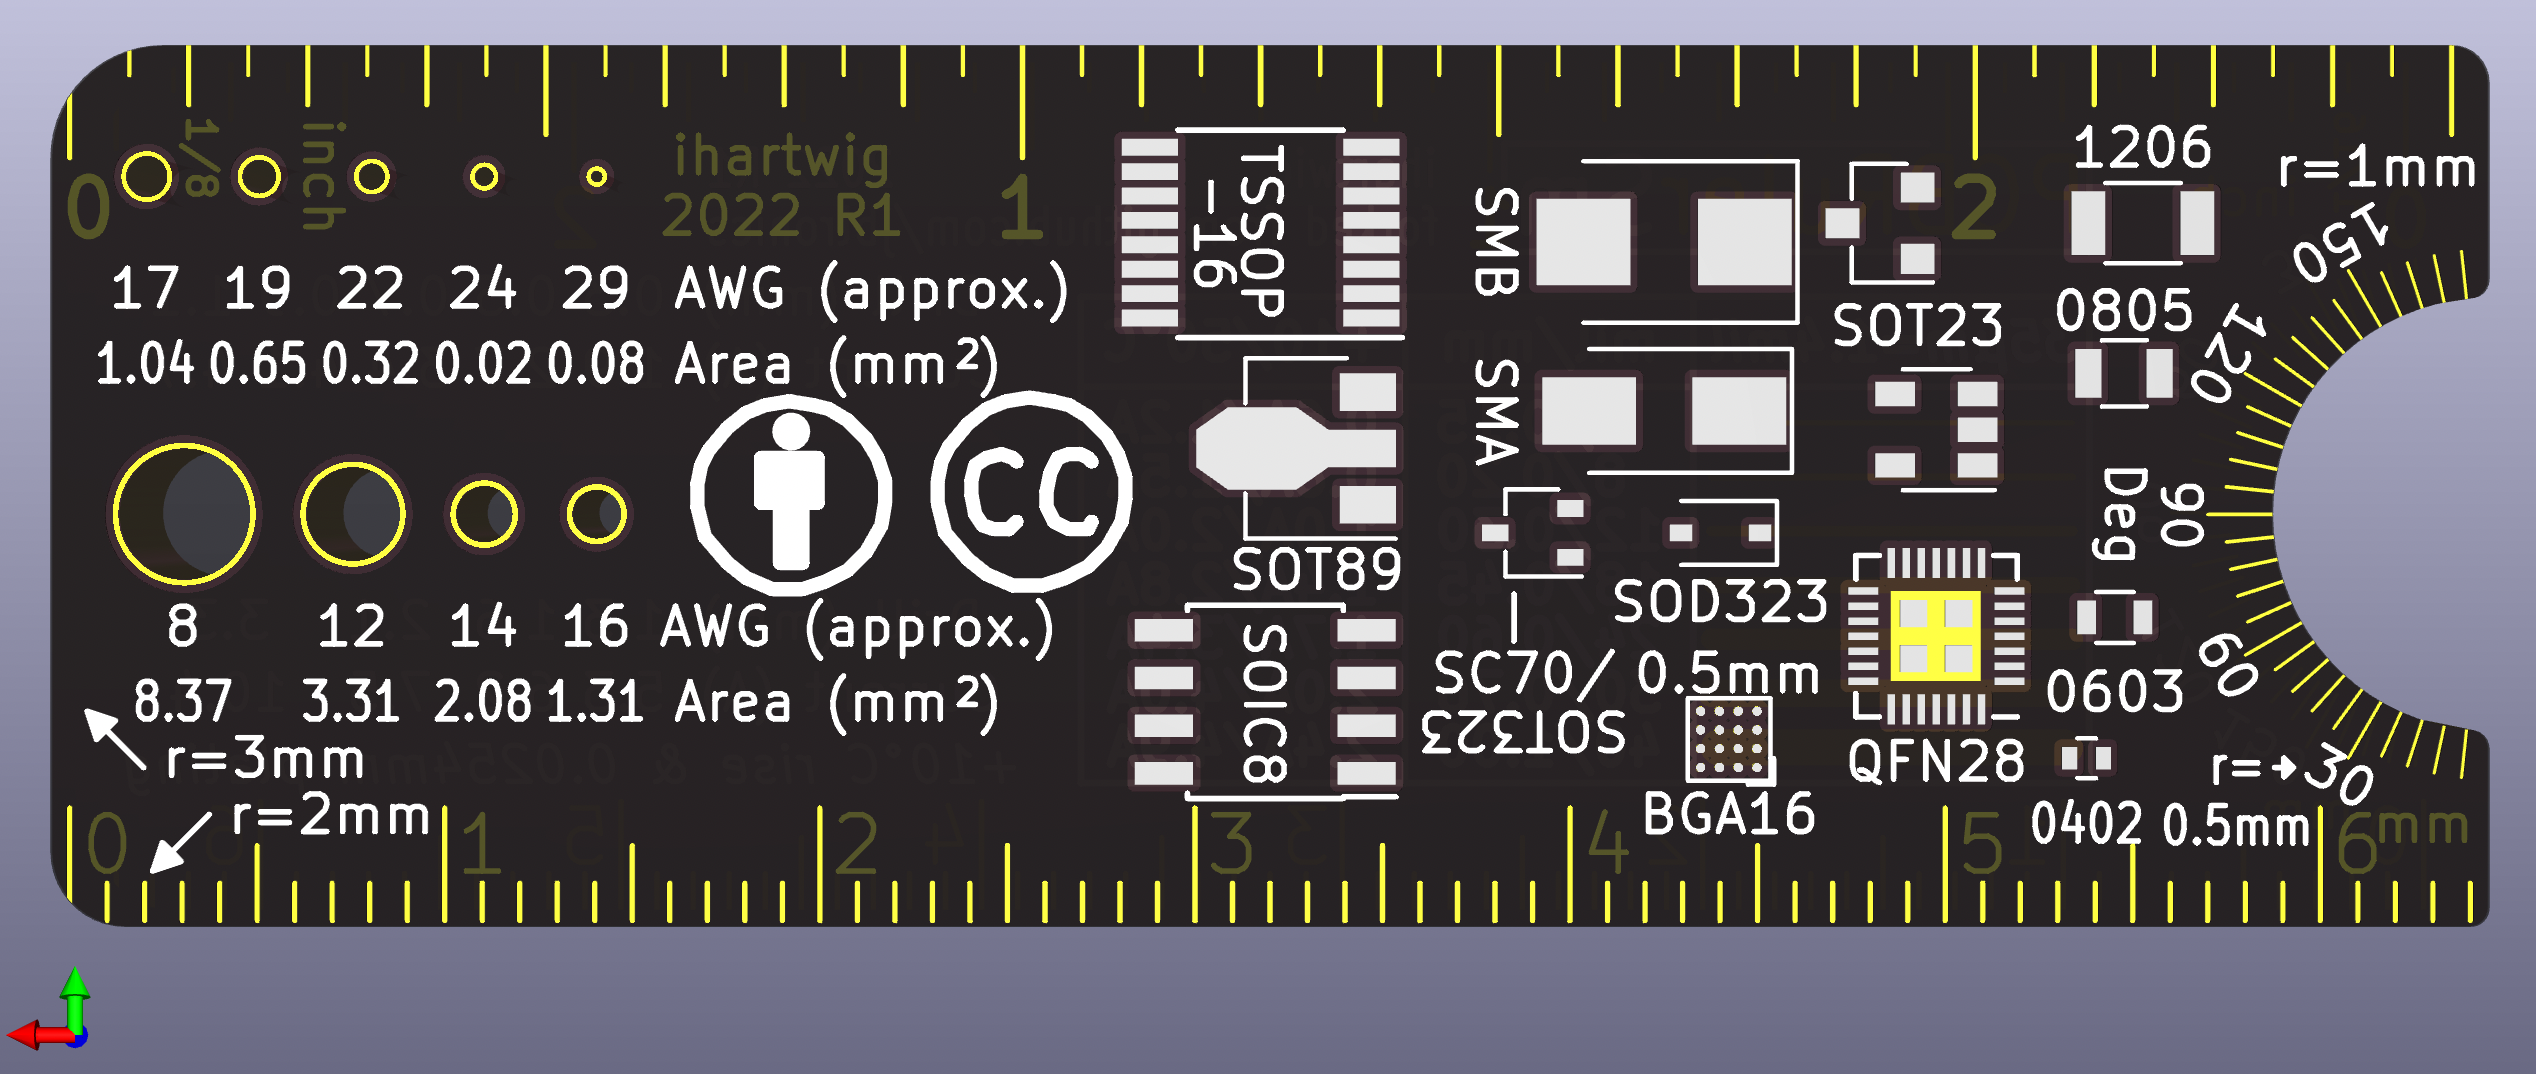 0
1/8
inch
ihartwig
2022 R1
1
2
17 19 22 24 29 AWG (approx.)
1.04 0.65 0.32 0.02 0.08 Area (mm²)
CC
8 12 14 16 AWG (approx.)
8.37 3.31 2.08 1.31 Area (mm²)
r=3mm
r=2mm
TSSOP
-16
SOT89
SOIC8
SMB
SMA
SOT23
SOD323
SC70/
SOT323
0.5mm
BGA16
QFN28
1206
0805
0603
0402
r=1mm
150
120
90
Deg
60
30
r=
0.5mm
0 1 2 3 4 5 6 mm